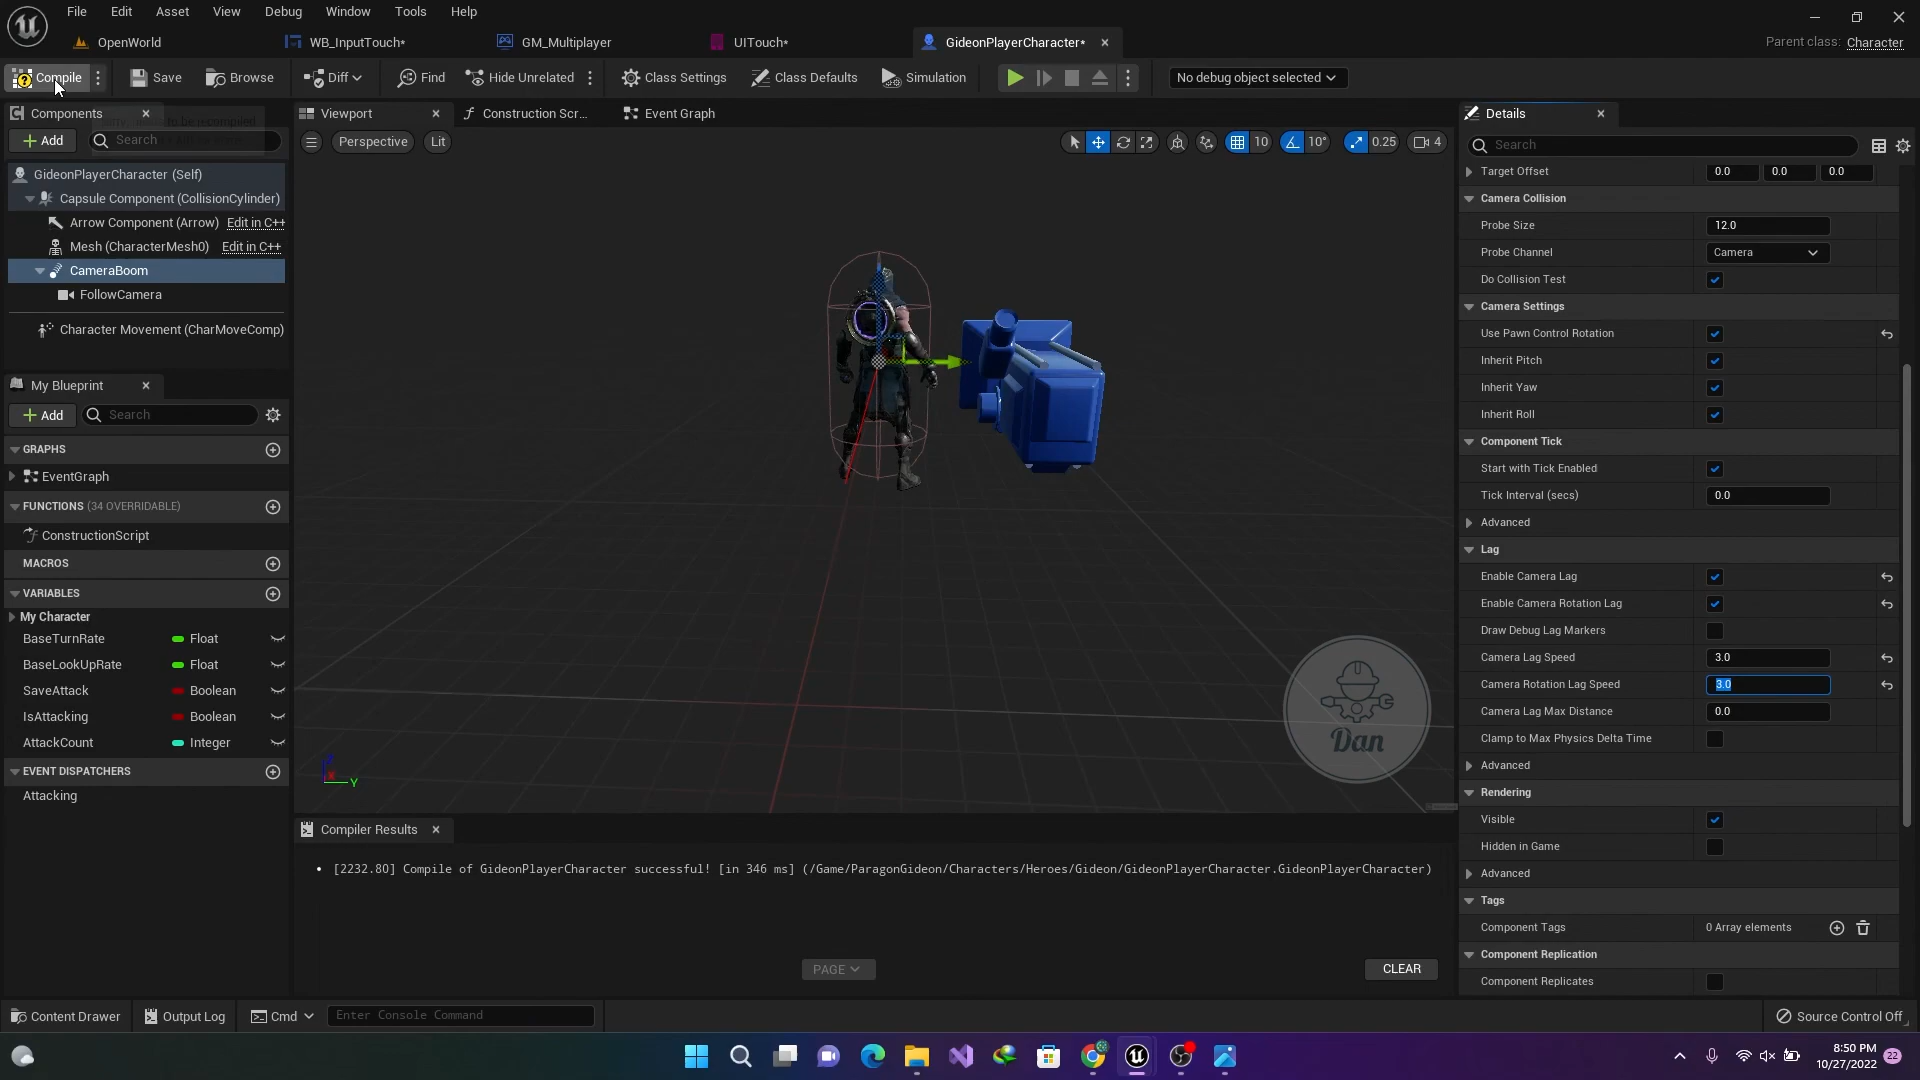 File Edit Asset View Debug Window Tools Help
OpenWorld WB_InputTouch* GM_Multiplayer UITouch* GideonPlayerCharacter* Parent class: Character
Compile Save Browse Diff Find Hide Unrelated Class Settings Class Defaults Simulation No debug object selected
Components Viewport Construction Scr... Event Graph Details
Add Search Perspective Lit 10 10° 0.25 4 Search
GideonPlayerCharacter (Self)
Capsule Component (CollisionCylinder)
Arrow Component (Arrow) Edit in C++
Mesh (CharacterMesh0) Edit in C++
CameraBoom
FollowCamera
Character Movement (CharMoveComp)
My Blueprint
Add Search
GRAPHS
EventGraph
FUNCTIONS (34 OVERRIDABLE)
ConstructionScript
MACROS
VARIABLES
My Character
BaseTurnRate Float
BaseLookUpRate Float
SaveAttack Boolean
IsAttacking Boolean
AttackCount Integer
EVENT DISPATCHERS
Attacking
X Y
Dan
Compiler Results
[2232.80] Compile of GideonPlayerCharacter successful! [in 346 ms] (/Game/ParagonGideon/Characters/Heroes/Gideon/GideonPlayerCharacter.GideonPlayerCharacter)
PAGE CLEAR
Target Offset 0.0 0.0 0.0
Camera Collision
Probe Size 12.0
Probe Channel Camera
Do Collision Test
Camera Settings
Use Pawn Control Rotation
Inherit Pitch
Inherit Yaw
Inherit Roll
Component Tick
Start with Tick Enabled
Tick Interval (secs) 0.0
Advanced
Lag
Enable Camera Lag
Enable Camera Rotation Lag
Draw Debug Lag Markers
Camera Lag Speed 3.0
Camera Rotation Lag Speed 3.0
Camera Lag Max Distance 0.0
Clamp to Max Physics Delta Time
Advanced
Rendering
Visible
Hidden in Game
Advanced
Tags
Component Tags 0 Array elements
Component Replication
Component Replicates
Content Drawer Output Log Cmd Enter Console Command Source Control Off
8:50 PM
10/27/2022 22